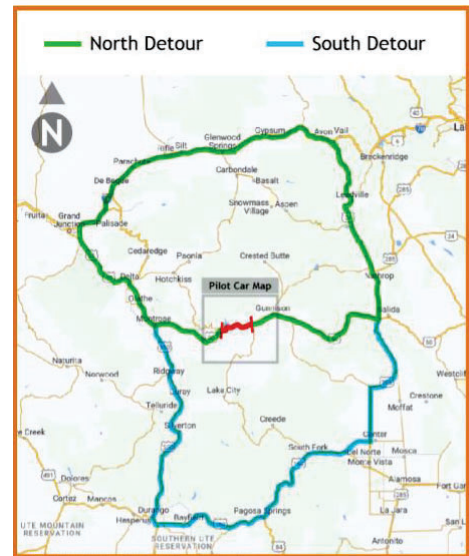 North Detour
South Detour
N
Gypsum
Avon Vail
Glenwood
Springs
Rifle Silt
Breckenridge
Parachute
Carbondale
Basalt
De Beque
Leadville
Snowmass Aspen
Village
Fruita
Grand
Junction
Palisade
Cedaredge
Paonia
Crested Butte
Delta
Hotchkiss
Pilot Car Map
Olathe
Gunnison
Salida
Montrose
Nucla
Ridgway
Norwood
Lake City
Westcliffe
Crestone
Ouray
Telluride
Moffat
Silverton
Creede
Creek
South Fork
Center
Del Norte
Mosca
Monte Vista
Dolores
Alamosa
Cortez
Mancos
Pagosa Springs
La Jara
Durango
Hesperus
Bayfield
UTE MOUNTAIN
RESERVATION
SOUTHERN UTE
RESERVATION
Antonito